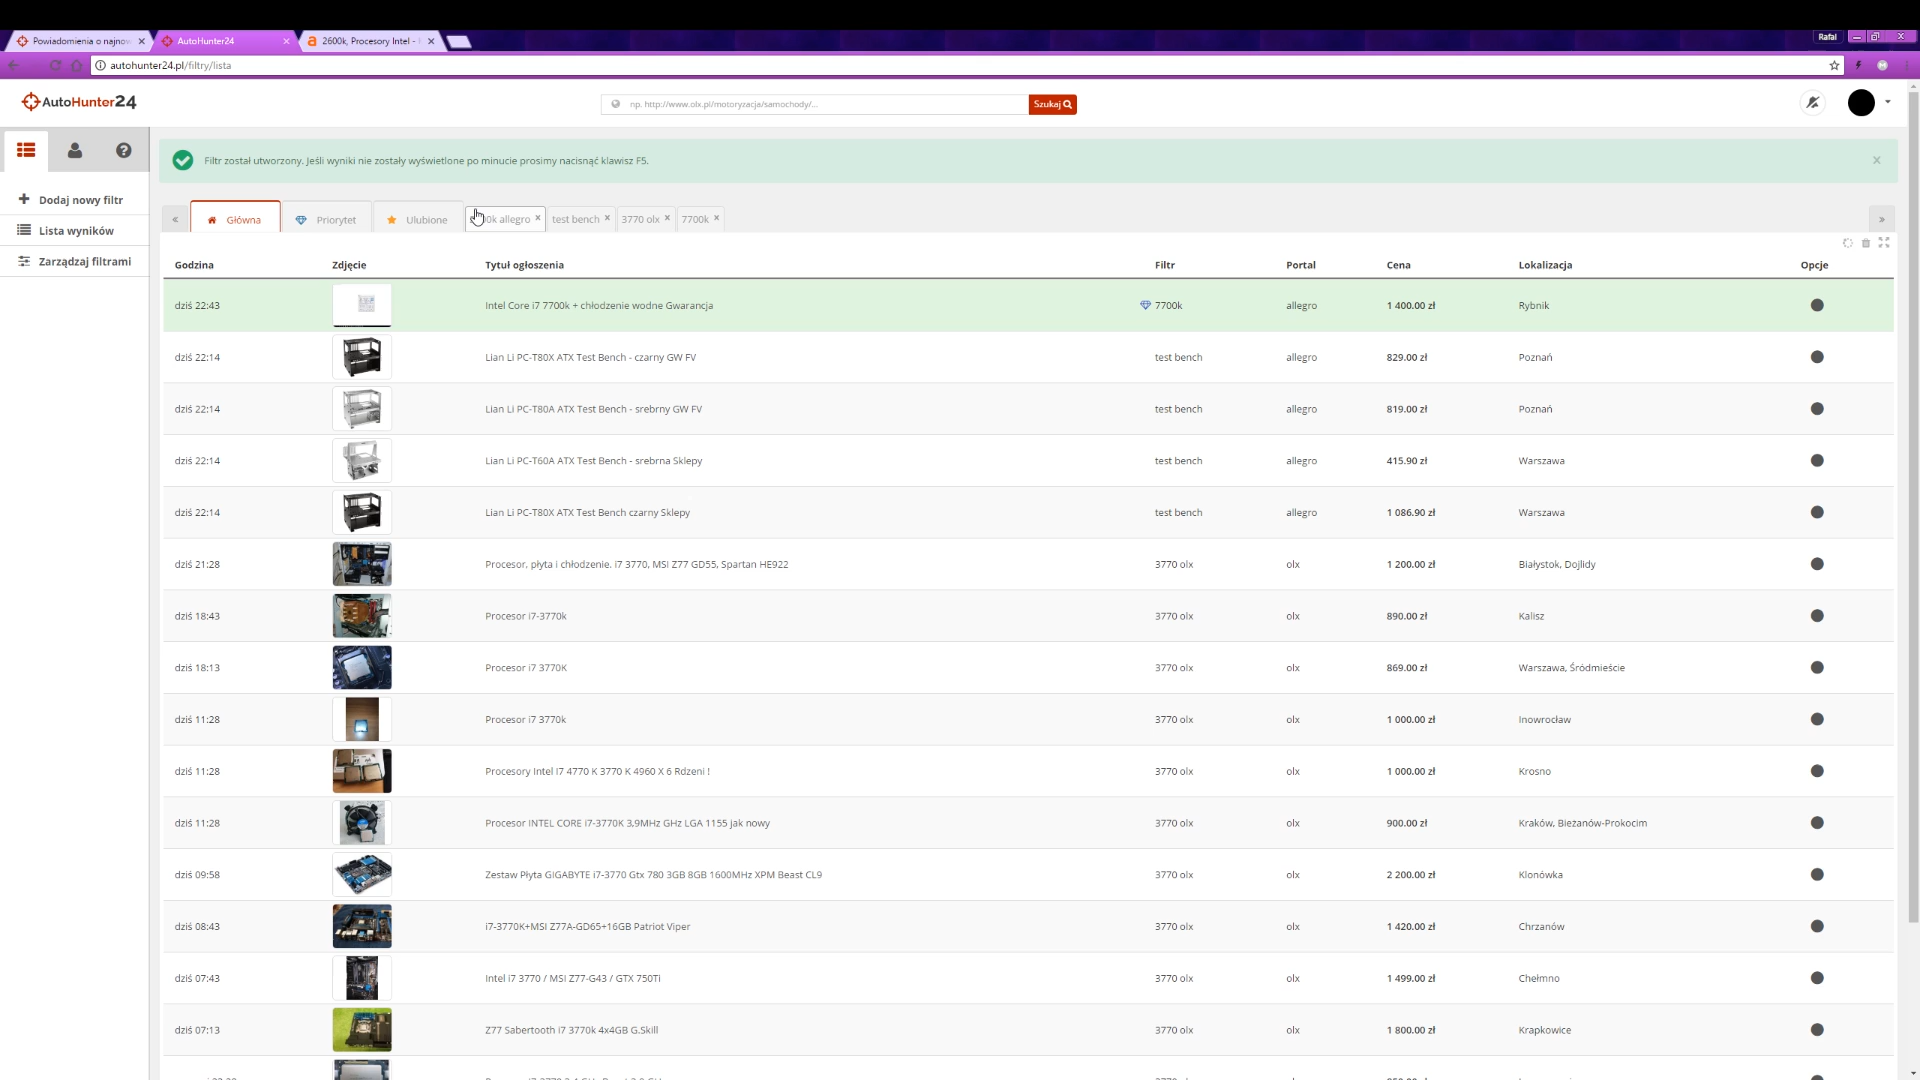 Powiadomienia o najnow
AutoHunter24
2600k, Procesory Intel -
Rafał
autohunter24.pl/filtry/lista
AutoHunter24
np. http://www.olx.pl/motoryzacja/samochody/...
Szukaj
Filtr został utworzony. Jeśli wyniki nie zostały wyświetlone po minucie prosimy nacisnąć klawisz F5.
Dodaj nowy filtr
Lista wyników
Zarządzaj filtrami
« Główna Priorytet Ulubione 0k allegro test bench 3770 olx 7700k »
Godzina Zdjęcie Tytuł ogłoszenia Filtr Portal Cena Lokalizacja Opcje
dziś 22:43 Intel Core i7 7700k + chłodzenie wodne Gwarancja 7700k allegro 1 400.00 zł Rybnik
dziś 22:14 Lian Li PC-T80X ATX Test Bench - czarny GW FV test bench allegro 829.00 zł Poznań
dziś 22:14 Lian Li PC-T80A ATX Test Bench - srebrny GW FV test bench allegro 819.00 zł Poznań
dziś 22:14 Lian Li PC-T60A ATX Test Bench - srebrna Sklepy test bench allegro 415.90 zł Warszawa
dziś 22:14 Lian Li PC-T80X ATX Test Bench czarny Sklepy test bench allegro 1 086.90 zł Warszawa
dziś 21:28 Procesor, płyta i chłodzenie. i7 3770, MSI Z77 GD55, Spartan HE922 3770 olx olx 1 200.00 zł Białystok, Dojlidy
dziś 18:43 Procesor i7-3770k 3770 olx olx 890.00 zł Kalisz
dziś 18:13 Procesor i7 3770K 3770 olx olx 869.00 zł Warszawa, Śródmieście
dziś 11:28 Procesor i7 3770k 3770 olx olx 1 000.00 zł Inowrocław
dziś 11:28 Procesory Intel I7 4770 K 3770 K 4960 X 6 Rdzeni ! 3770 olx olx 1 000.00 zł Krosno
dziś 11:28 Procesor INTEL CORE i7-3770K 3,9MHz GHz LGA 1155 jak nowy 3770 olx olx 900.00 zł Kraków, Bieżanów-Prokocim
dziś 09:58 Zestaw Płyta GIGABYTE i7-3770 Gtx 780 3GB 8GB 1600MHz XPM Beast CL9 3770 olx olx 2 200.00 zł Klonówka
dziś 08:43 i7-3770K+MSI Z77A-GD65+16GB Patriot Viper 3770 olx olx 1 420.00 zł Chrzanów
dziś 07:43 Intel i7 3770 / MSI Z77-G43 / GTX 750Ti 3770 olx olx 1 499.00 zł Chełmno
dziś 07:13 Z77 Sabertooth i7 3770k 4x4GB G.Skill 3770 olx olx 1 800.00 zł Krapkowice